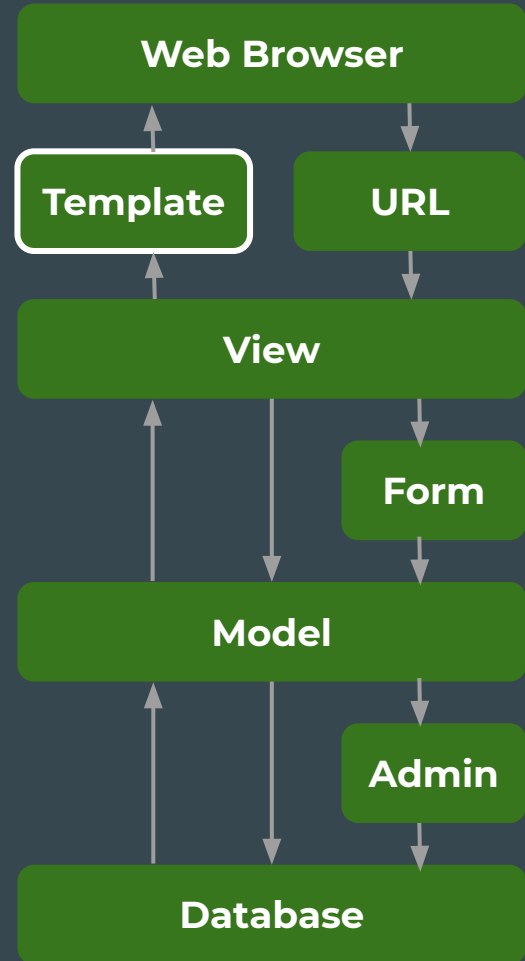 Web Browser
Template
URL
View
Form
Model
Admin
Database